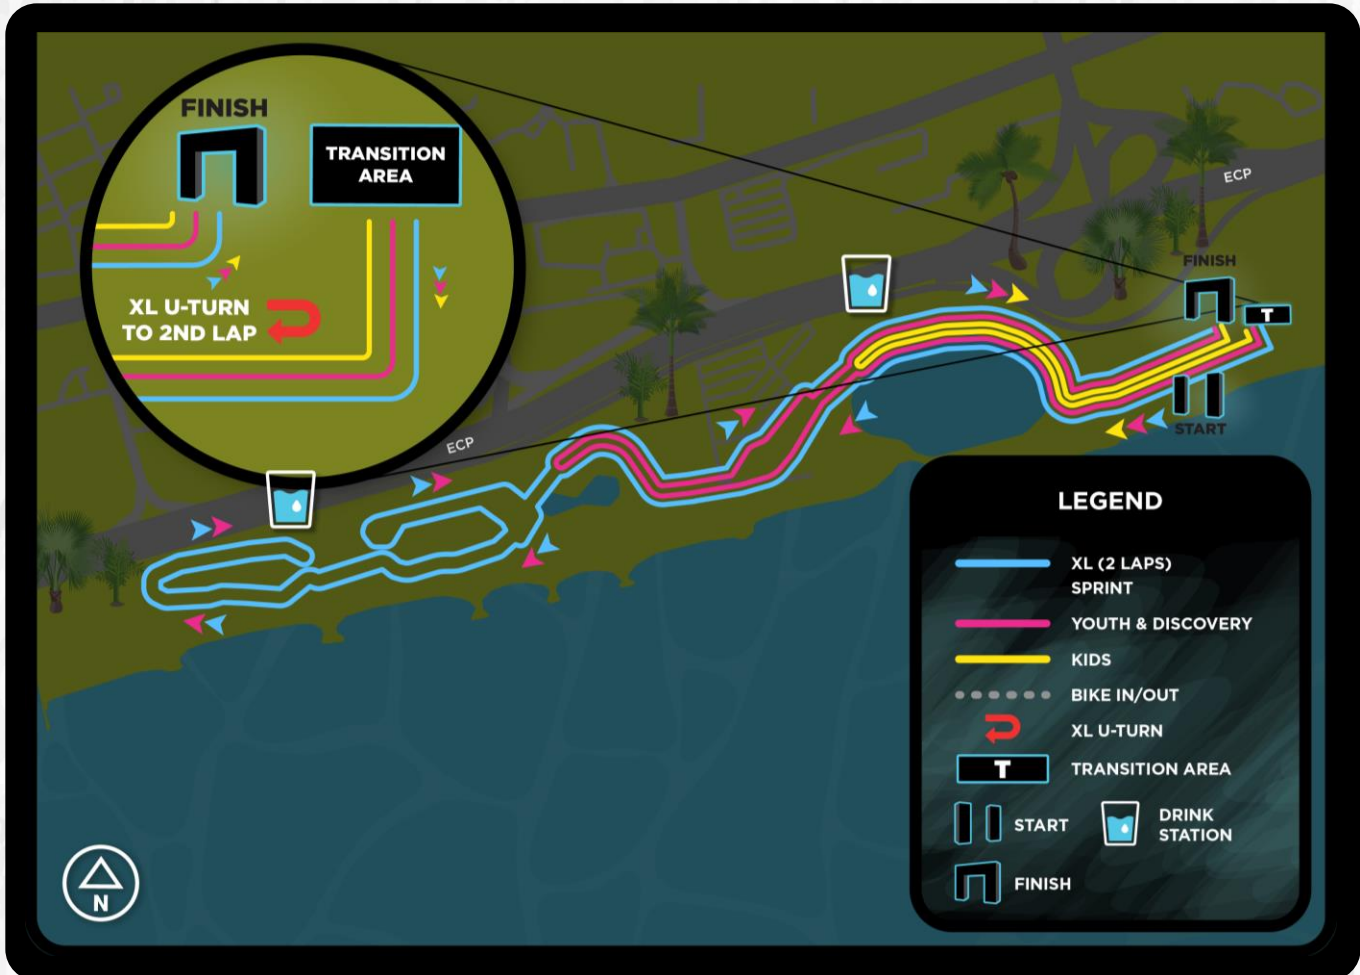 FINISH
TRANSITION
AREA
XL U-TURN
TO 2ND LAP
ECP
FINISH
T
START
ECP
LEGEND
XL (2 LAPS)
SPRINT
YOUTH & DISCOVERY
KIDS
BIKE IN/OUT
XL U-TURN
T
TRANSITION AREA
START
DRINK
STATION
FINISH
N